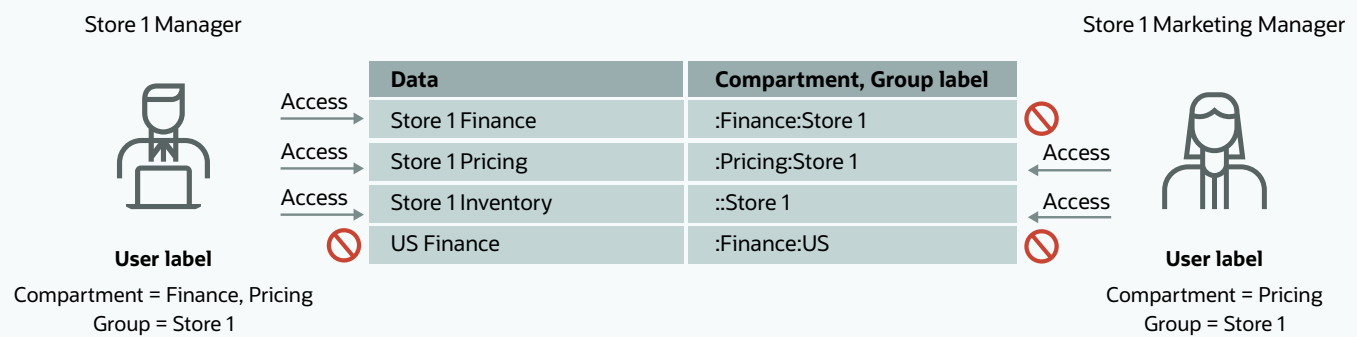 Store 1 Manager
Store 1 Marketing Manager
Data Compartment, Group label
Access Store 1 Finance :Finance:Store 1
Access Store 1 Pricing :Pricing:Store 1 Access
Access Store 1 Inventory ::Store 1 Access
US Finance :Finance:US
User label
Compartment = Finance, Pricing
Group = Store 1
User label
Compartment = Pricing
Group = Store 1